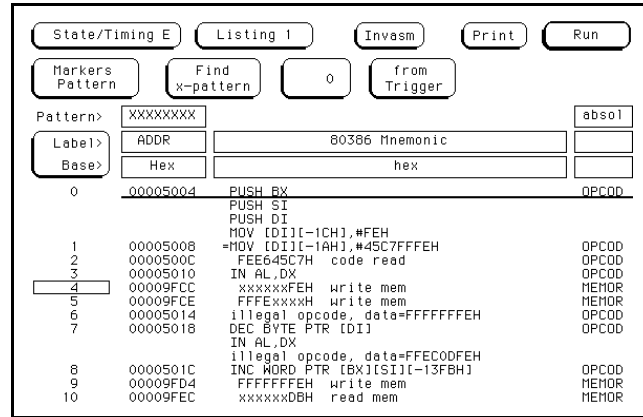 State/Timing E Listing 1 Invasm Print Run
Markers Pattern Find x-pattern 0 from Trigger
Pattern> XXXXXXXX absol
Label> ADDR 80386 Mnemonic
Base> Hex hex
0 00005004 PUSH BX OPCOD
PUSH SI
PUSH DI
MOV [DI][-1CH],#FEH
1 00005008 =MOV [DI][-1AH],#45C7FFFEH OPCOD
2 0000500C FEE645C7H code read OPCOD
3 00005010 IN AL,DX OPCOD
4 00009FCC xxxxxxFEH write mem MEMOR
5 00009FCE FFFExxxxH write mem MEMOR
6 00005014 illegal opcode, data=FFFFFFFEH OPCOD
7 00005018 DEC BYTE PTR [DI] OPCOD
IN AL,DX
illegal opcode, data=FFEC0DFEH
8 0000501C INC WORD PTR [BX][SI][-13FBH] OPCOD
9 00009FD4 FFFFFFFEH write mem MEMOR
10 00009FEC xxxxxxDBH read mem MEMOR